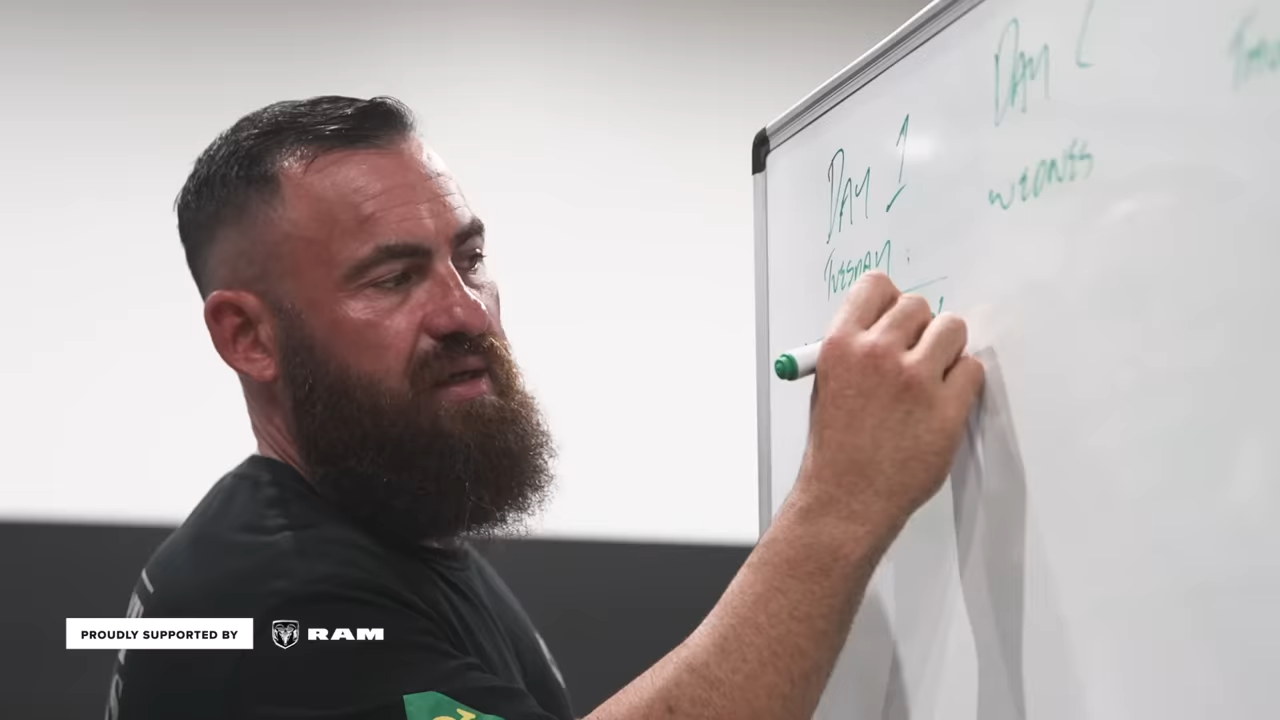 DAY 1
TUESDAY :
DAY 2
WEDNES
PROUDLY SUPPORTED BY
RAM